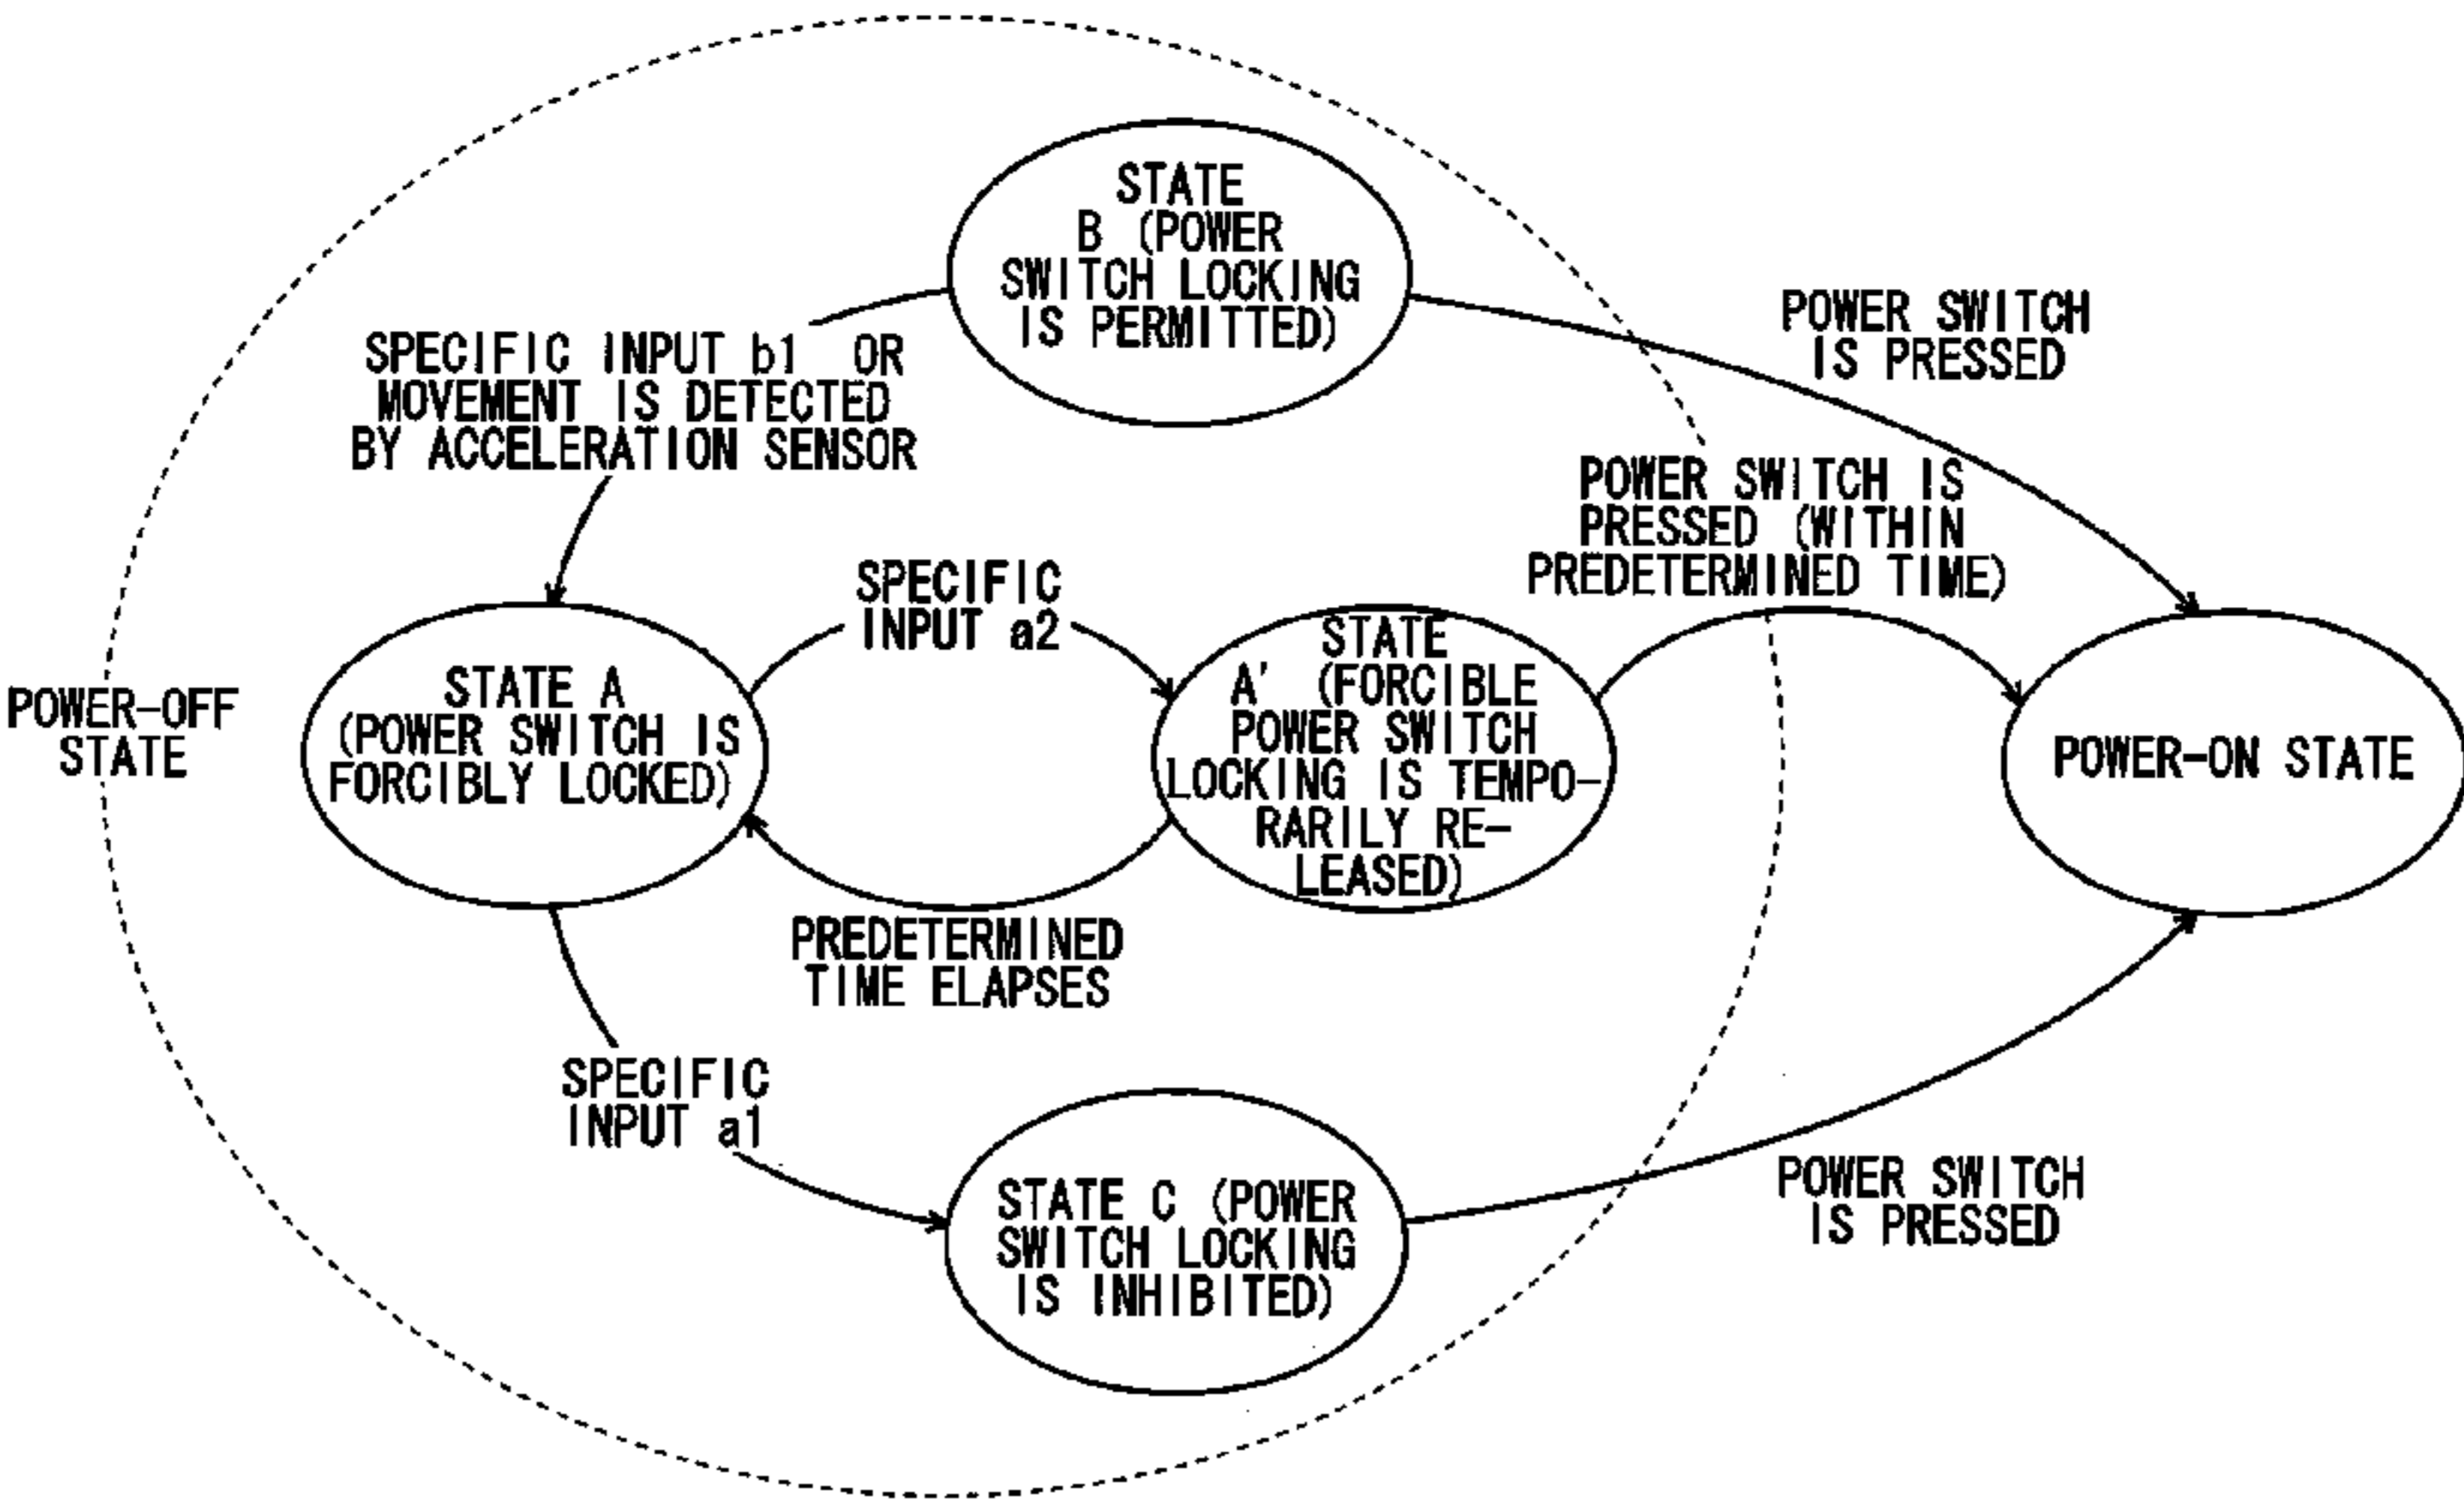 STATE
B (POWER
SWITCH LOCKING
IS PERMITTED)
POWER SWITCH
IS PRESSED
SPECIFIC INPUT b1 OR
MOVEMENT IS DETECTED
BY ACCELERATION SENSOR
POWER SWITCH IS
PRESSED (WITHIN
PREDETERMINED TIME)
SPECIFIC
INPUT a2
POWER-OFF
STATE
STATE A
(POWER SWITCH IS
FORCIBLY LOCKED)
STATE
A' (FORCIBLE
POWER SWITCH
LOCKING IS TEMPO-
RARILY RE-
LEASED)
POWER-ON STATE
PREDETERMINED
TIME ELAPSES
SPECIFIC
INPUT a1
STATE C (POWER
SWITCH LOCKING
IS INHIBITED)
POWER SWITCH
IS PRESSED